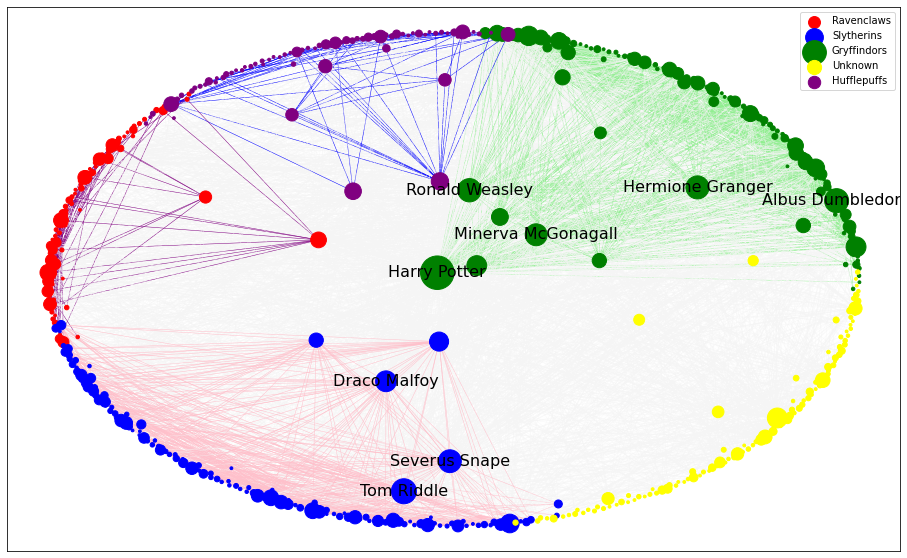 Ravenclaws
Slytherins
Gryffindors
Unknown
Hufflepuffs
Ronald Weasley
Hermione Granger
Albus Dumbledor
Minerva McGonagall
Harry Potter
Draco Malfoy
Severus Snape
Tom Riddle